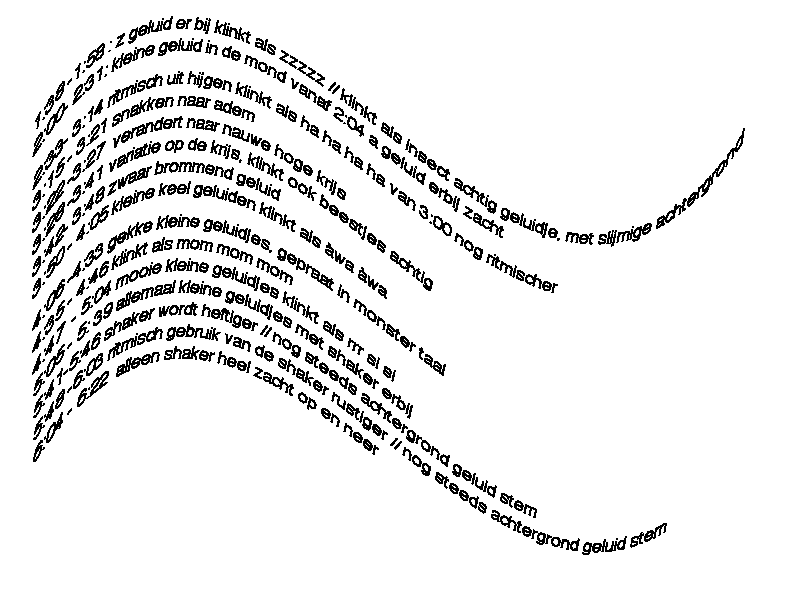 1:38 - 1:58 : z geluid er bij klinkt als zzzzz // klinkt als insect achtig geluidje, met slijmige achtergrond
2:00- 2:31: kleine geluid in de mond vanaf 2:04 a geluid erbij zacht
2:33- 3:14 ritmisch uit hijgen klinkt als ha ha ha ha van 3:00 nog ritmischer
3:15 - 3:21 snakken naar adem
3:22 -3:27 verandert naar nauwe hoge krijs
3:28 -3:41 variatie op de krijs, klinkt ook beestjes achtig
3:42- 3:48 zwaar brommend geluid
3:50 - 4:05 kleine keel geluiden klinkt als àwa àwa
4:06 -4:33 gekke kleine geluidjes, gepraat in monster taal
4:35 - 4:46 klinkt als mom mom mom
4:47 - 5:04 mooie kleine geluidjes klinkt als rrr si si
5:05 - 5: 39 allemaal kleine geluidjes met shaker erbij
5:41-5:46 shaker wordt heftiger // nog steeds achtergrond geluid stem
5:48 -6:03 ritmisch gebruik van de shaker rustiger // nog steeds achtergrond geluid stem
6:04 - 6:22 alleen shaker heel zacht op en neer